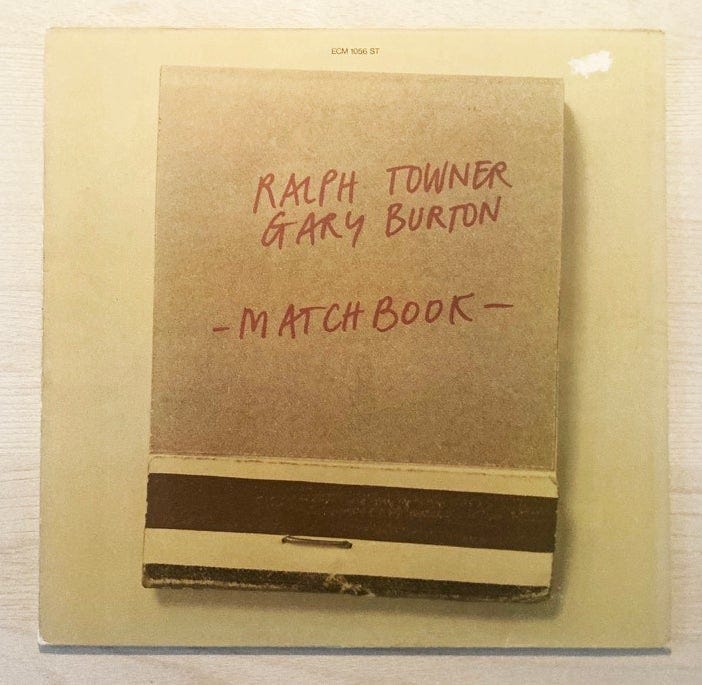 ECM 1056 ST
RALPH TOWNER
GARY BURTON
- MATCHBOOK -